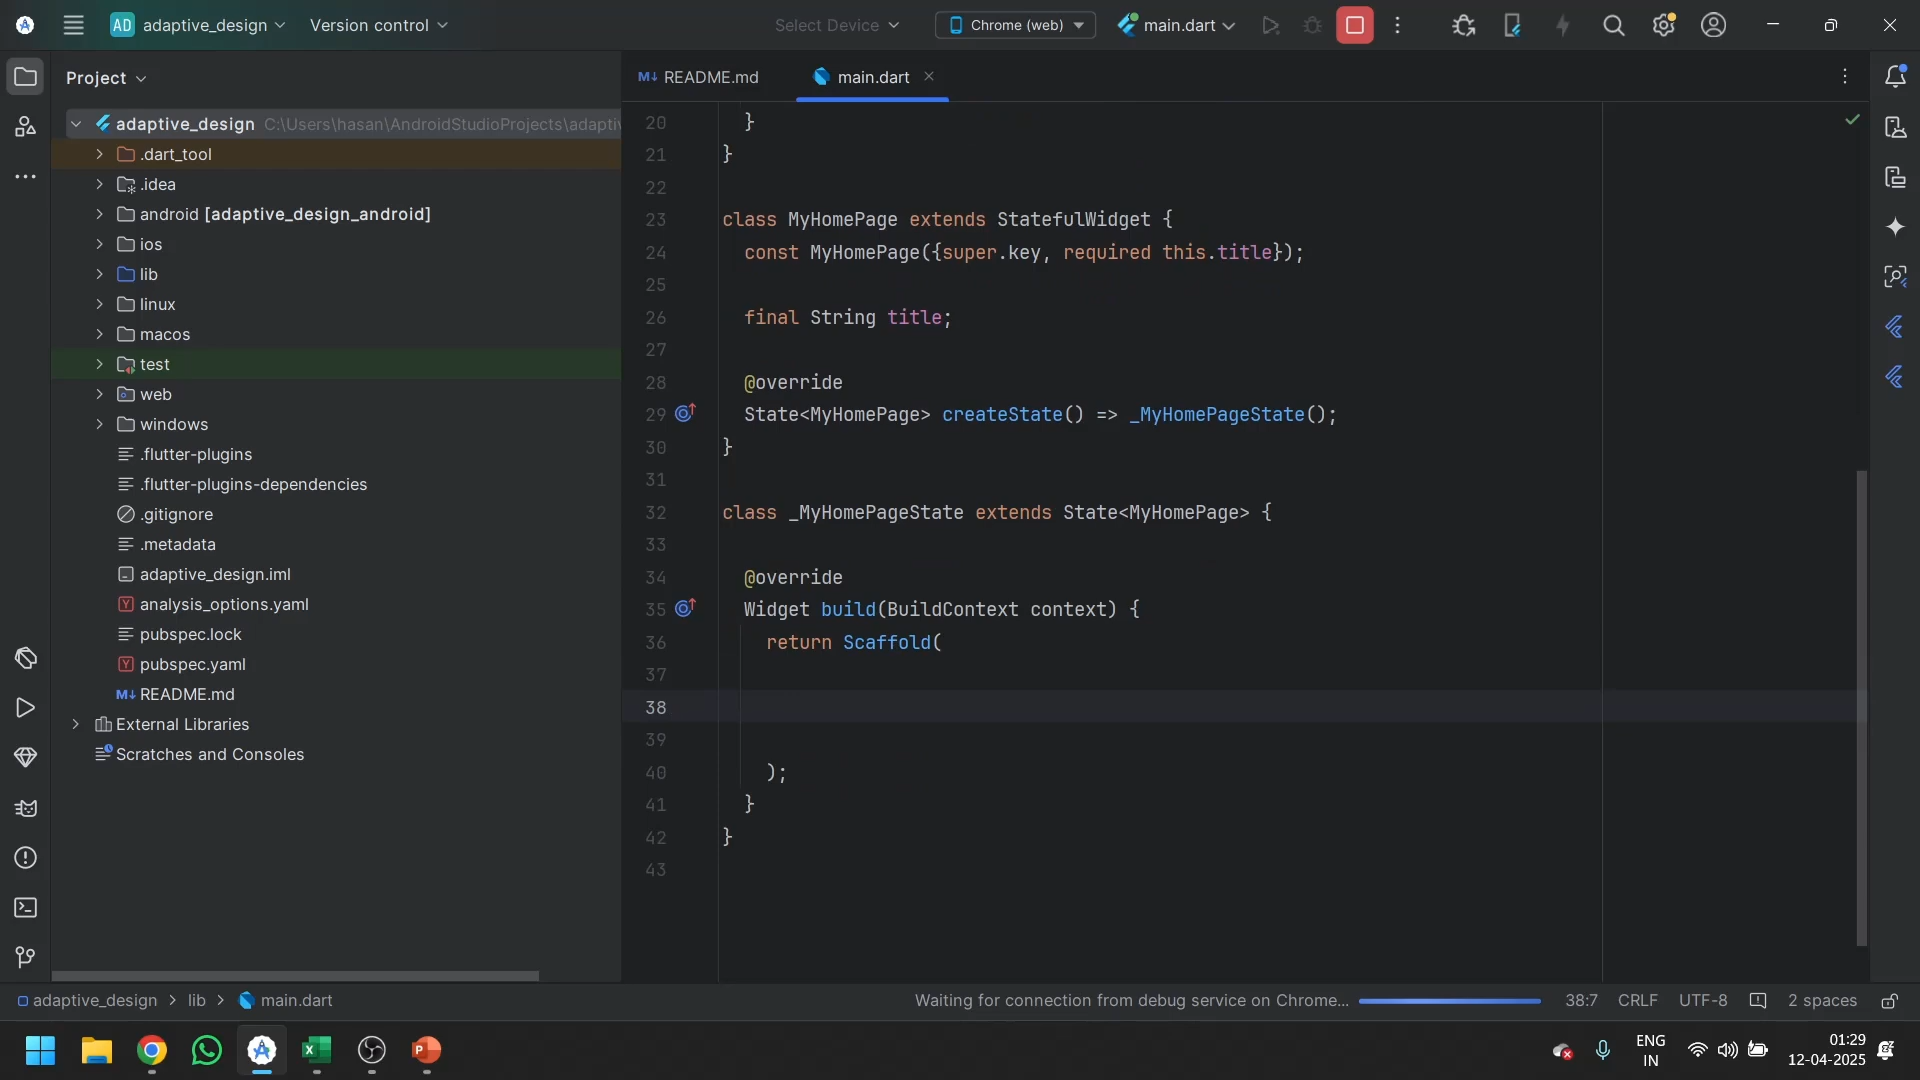 AD adaptive_design Version control Select Device Chrome (web) main.dart
Project
README.md main.dart
adaptive_design C:\Users\hasan\AndroidStudioProjects\adapti
.dart_tool
.idea
android [adaptive_design_android]
ios
lib
linux
macos
test
web
windows
.flutter-plugins
.flutter-plugins-dependencies
.gitignore
.metadata
adaptive_design.iml
analysis_options.yaml
pubspec.lock
pubspec.yaml
README.md
External Libraries
Scratches and Consoles
20 }
21 }
22
23 class MyHomePage extends StatefulWidget {
24 const MyHomePage({super.key, required this.title});
25
26 final String title;
27
28 @override
29 State<MyHomePage> createState() => _MyHomePageState();
30 }
31
32 class _MyHomePageState extends State<MyHomePage> {
33
34 @override
35 Widget build(BuildContext context) {
36 return Scaffold(
37
38
39
40 );
41 }
42 }
43
adaptive_design > lib > main.dart Waiting for connection from debug service on Chrome... 38:7 CRLF UTF-8 2 spaces
ENG
IN
01:29
12-04-2025